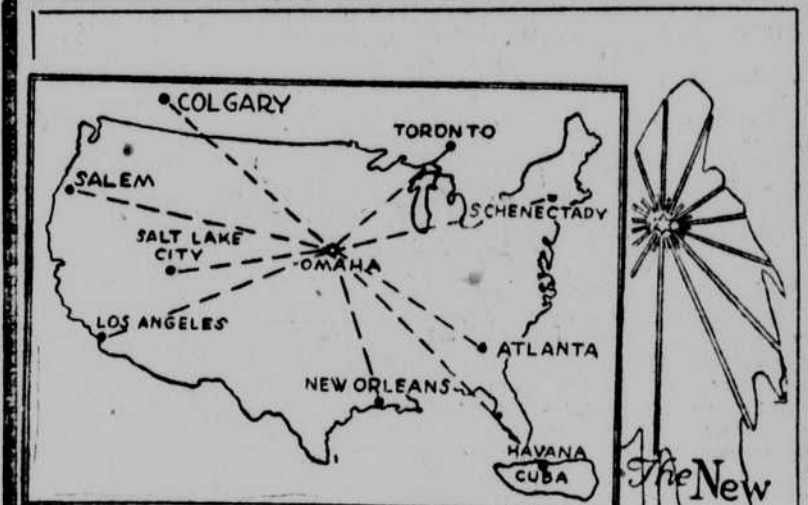 COLGARY
TORONTO
SALEM
SCHENECTADY
SALT LAKE
CITY
OMAHA
LOS ANGELES
ATLANTA
NEW ORLEANS
HAVANA
CUBA
The New